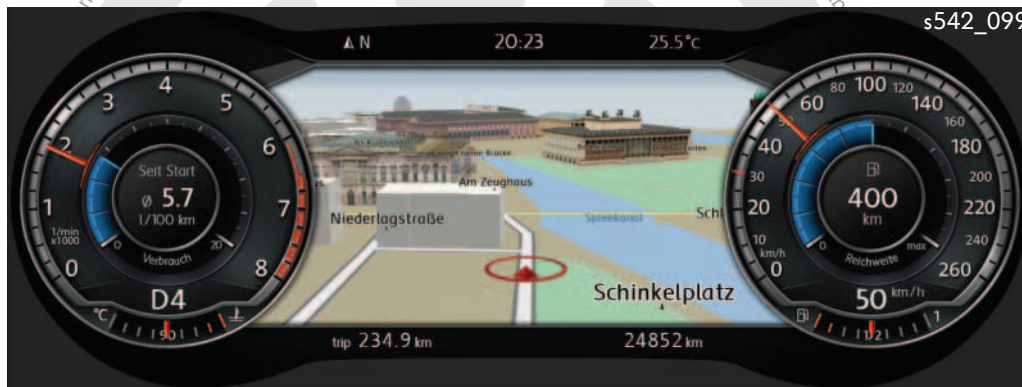 s542_099
N 20:23 25.5°c
0 1 2 3 4 5 6 7 8
1/min
x1000
Seit Start
ø 5.7
l/100 km
0 20
Verbrauch
D4
°C 90
Am Zeughaus
Niederlagstraße
Spreekanal
Schl
Schinkelplatz
trip 234.9 km 24852 km
0 10 20 30 40 50 60 80 100 120 140 160 180 200 220 240 260
km/h
400
km
0 max
Reichweite
50 km/h
1/2 1